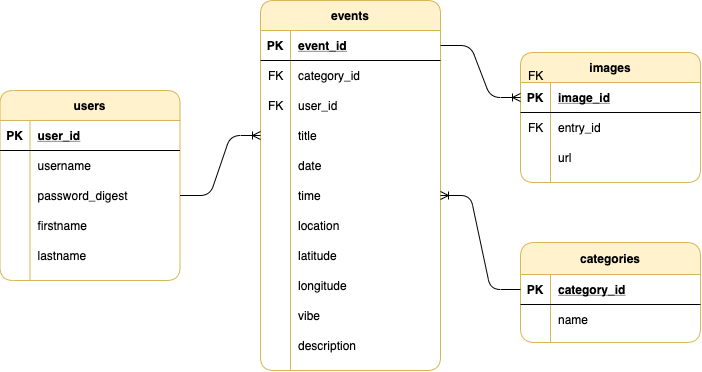 users
PK user_id
username
password_digest
firstname
lastname
events
PK event_id
FK category_id
FK user_id
title
date
time
location
latitude
longitude
vibe
description
images
FK
PK image_id
FK entry_id
url
categories
PK category_id
name